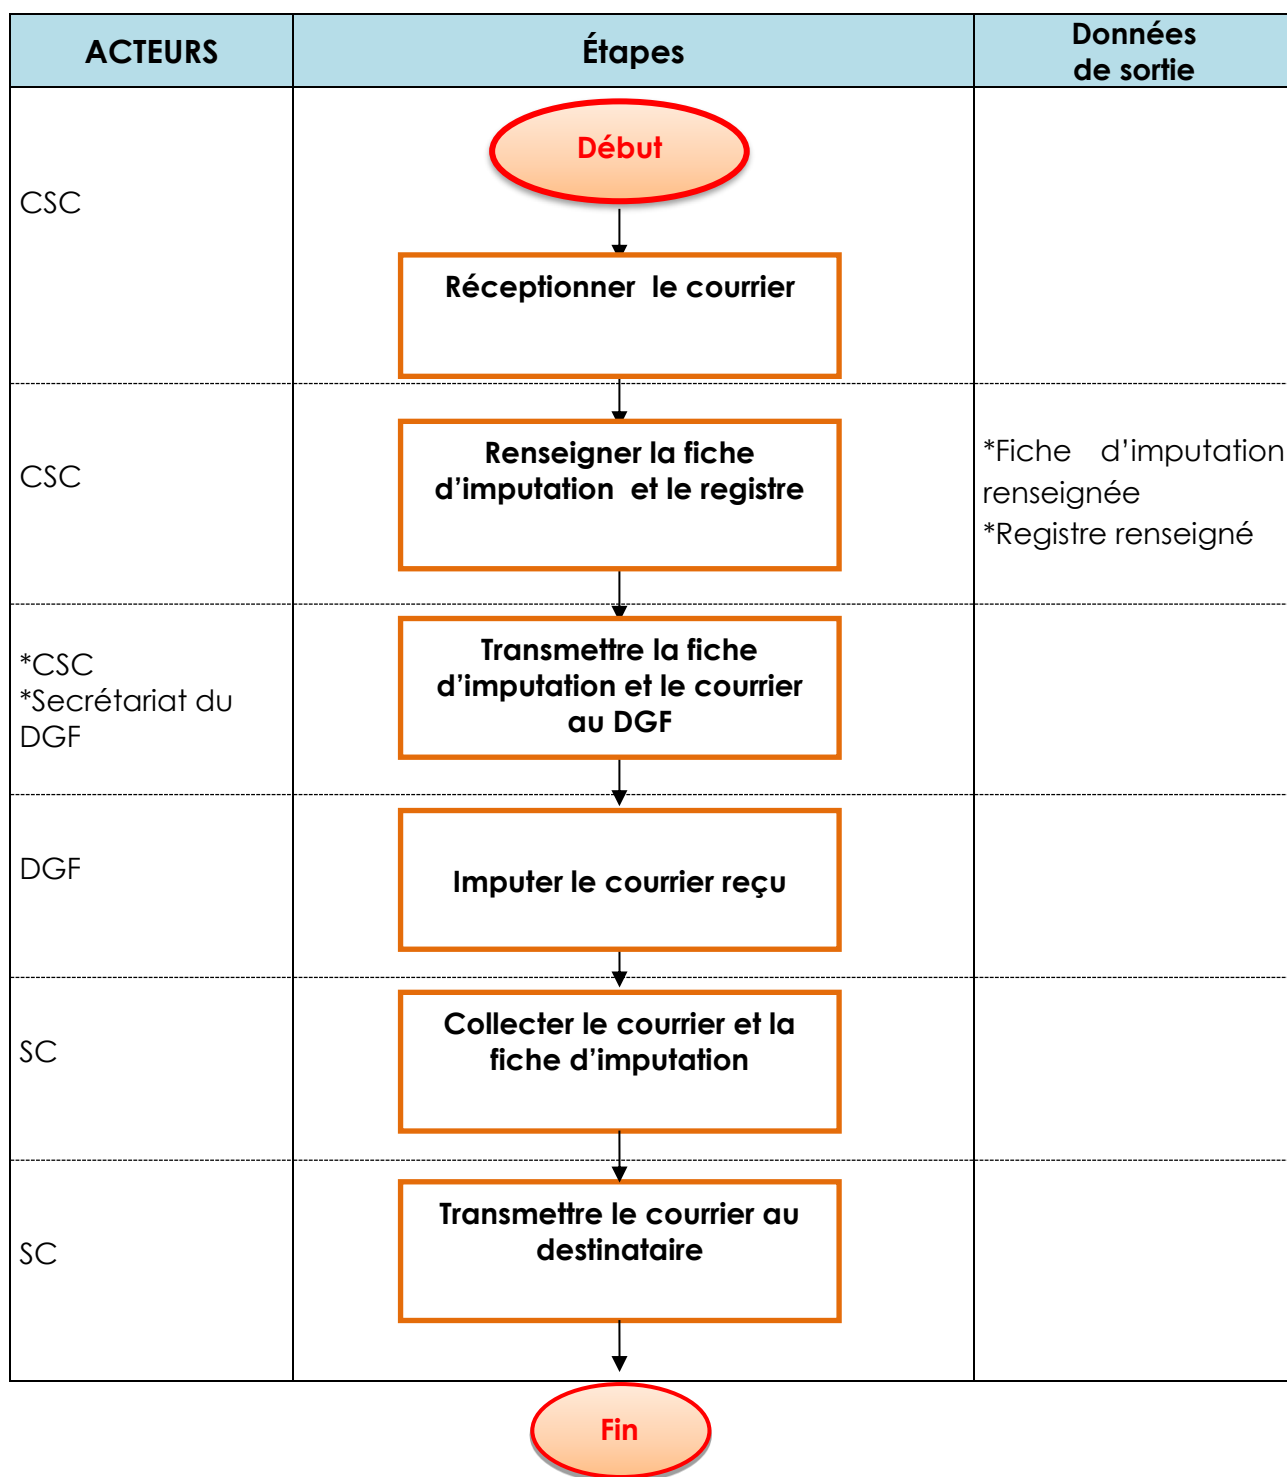 ACTEURS
Étapes
Données
de sortie
Début
CSC
Réceptionner le courrier
CSC
Renseigner la fiche
d’imputation et le registre
*Fiche d’imputation
renseignée
*Registre renseigné
*CSC
*Secrétariat du
DGF
Transmettre la fiche
d’imputation et le courrier
au DGF
DGF
Imputer le courrier reçu
SC
Collecter le courrier et la
fiche d’imputation
SC
Transmettre le courrier au
destinataire
Fin